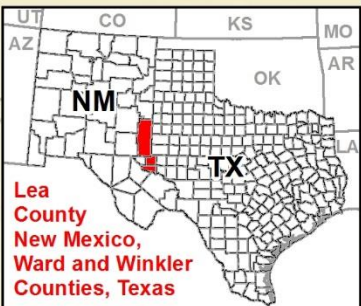 UT
CO
KS
MO
AZ
AR
NM
OK
TX
LA
Lea
County
New Mexico,
Ward and Winkler
Counties, Texas